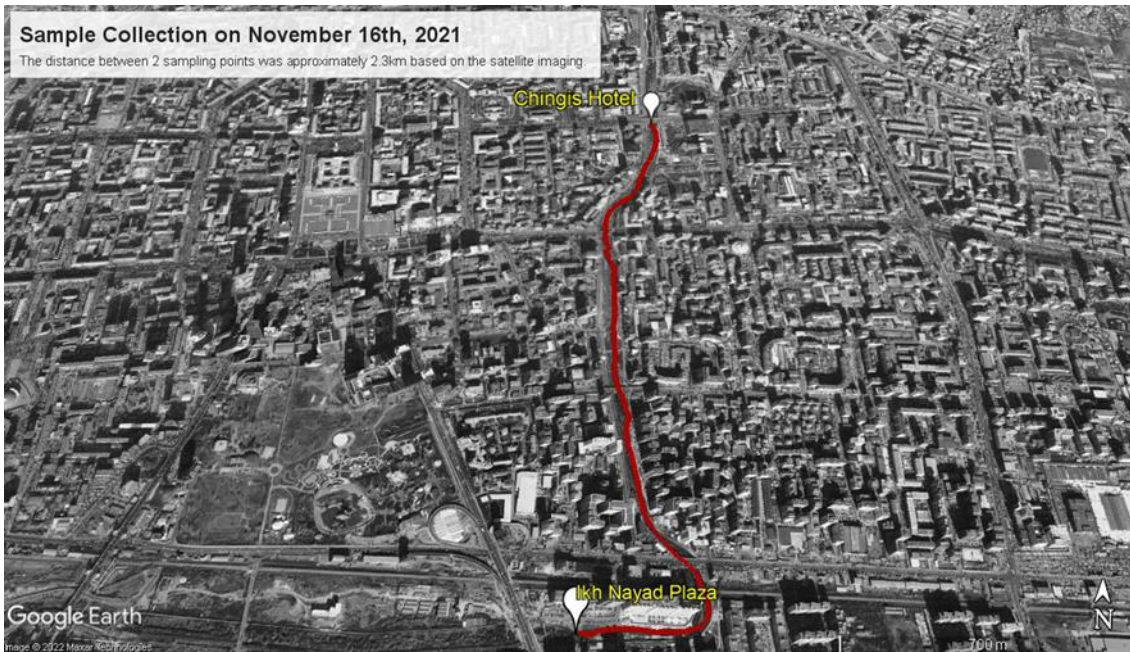 Sample Collection on November 16th, 2021
The distance between 2 sampling points was approximately 2.3km based on the satellite imaging
Chingis Hotel
Ikh Nayad Plaza
Google Earth
N
Image © 2022 Maxar Technologies
700 m